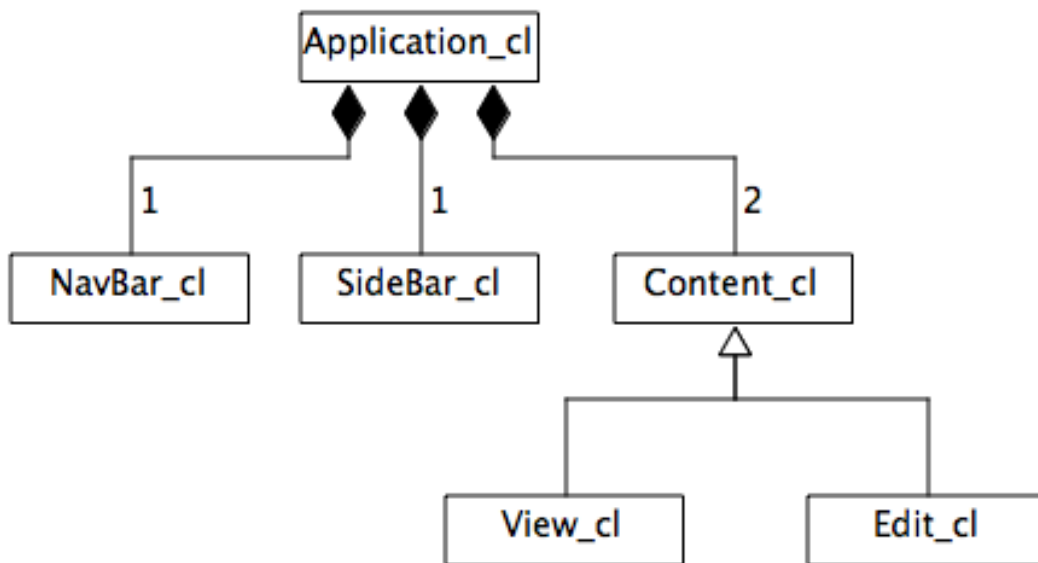 Application_cl
1
1
2
NavBar_cl
SideBar_cl
Content_cl
View_cl
Edit_cl